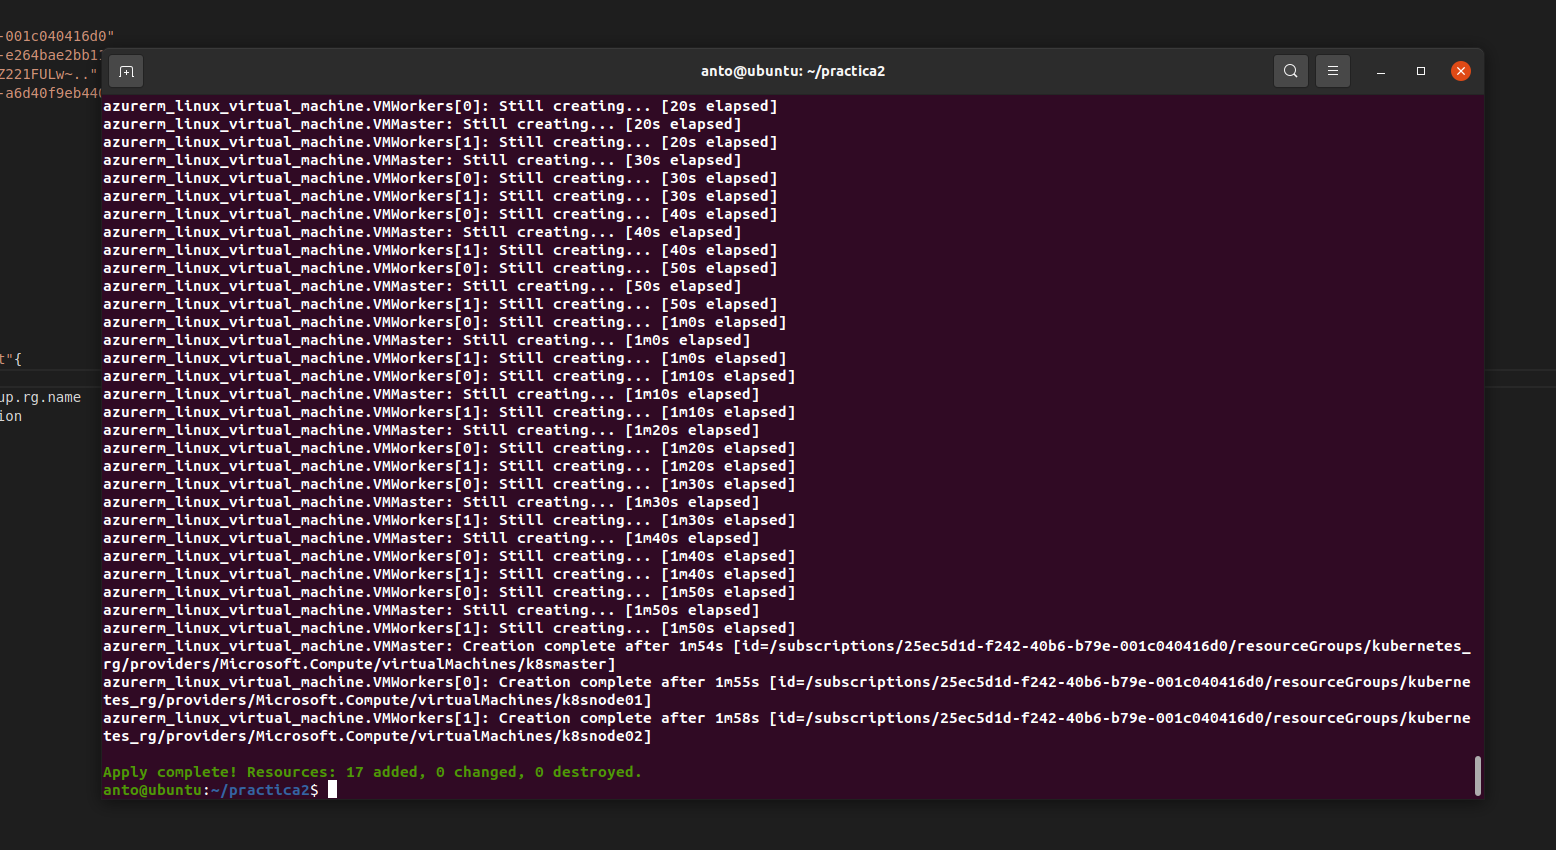 -001c040416d0"
-e264bae2bb11
Z221FULw~.."
-a6d40f9eb440
anto@ubuntu: ~/practica2
azurerm_linux_virtual_machine.VMWorkers[0]: Still creating... [20s elapsed]
azurerm_linux_virtual_machine.VMMaster: Still creating... [20s elapsed]
azurerm_linux_virtual_machine.VMWorkers[1]: Still creating... [20s elapsed]
azurerm_linux_virtual_machine.VMMaster: Still creating... [30s elapsed]
azurerm_linux_virtual_machine.VMWorkers[0]: Still creating... [30s elapsed]
azurerm_linux_virtual_machine.VMWorkers[1]: Still creating... [30s elapsed]
azurerm_linux_virtual_machine.VMWorkers[0]: Still creating... [40s elapsed]
azurerm_linux_virtual_machine.VMMaster: Still creating... [40s elapsed]
azurerm_linux_virtual_machine.VMWorkers[1]: Still creating... [40s elapsed]
azurerm_linux_virtual_machine.VMWorkers[0]: Still creating... [50s elapsed]
azurerm_linux_virtual_machine.VMMaster: Still creating... [50s elapsed]
azurerm_linux_virtual_machine.VMWorkers[1]: Still creating... [50s elapsed]
azurerm_linux_virtual_machine.VMWorkers[0]: Still creating... [1m0s elapsed]
azurerm_linux_virtual_machine.VMMaster: Still creating... [1m0s elapsed]
azurerm_linux_virtual_machine.VMWorkers[1]: Still creating... [1m0s elapsed]
azurerm_linux_virtual_machine.VMWorkers[0]: Still creating... [1m10s elapsed]
azurerm_linux_virtual_machine.VMMaster: Still creating... [1m10s elapsed]
azurerm_linux_virtual_machine.VMWorkers[1]: Still creating... [1m10s elapsed]
azurerm_linux_virtual_machine.VMMaster: Still creating... [1m20s elapsed]
azurerm_linux_virtual_machine.VMWorkers[0]: Still creating... [1m20s elapsed]
azurerm_linux_virtual_machine.VMWorkers[1]: Still creating... [1m20s elapsed]
azurerm_linux_virtual_machine.VMWorkers[0]: Still creating... [1m30s elapsed]
azurerm_linux_virtual_machine.VMMaster: Still creating... [1m30s elapsed]
azurerm_linux_virtual_machine.VMWorkers[1]: Still creating... [1m30s elapsed]
azurerm_linux_virtual_machine.VMMaster: Still creating... [1m40s elapsed]
azurerm_linux_virtual_machine.VMWorkers[0]: Still creating... [1m40s elapsed]
azurerm_linux_virtual_machine.VMWorkers[1]: Still creating... [1m40s elapsed]
azurerm_linux_virtual_machine.VMWorkers[0]: Still creating... [1m50s elapsed]
azurerm_linux_virtual_machine.VMMaster: Still creating... [1m50s elapsed]
azurerm_linux_virtual_machine.VMWorkers[1]: Still creating... [1m50s elapsed]
azurerm_linux_virtual_machine.VMMaster: Creation complete after 1m54s [id=/subscriptions/25ec5d1d-f242-40b6-b79e-001c040416d0/resourceGroups/kubernetes_
rg/providers/Microsoft.Compute/virtualMachines/k8smaster]
azurerm_linux_virtual_machine.VMWorkers[0]: Creation complete after 1m55s [id=/subscriptions/25ec5d1d-f242-40b6-b79e-001c040416d0/resourceGroups/kuberne
tes_rg/providers/Microsoft.Compute/virtualMachines/k8snode01]
azurerm_linux_virtual_machine.VMWorkers[1]: Creation complete after 1m58s [id=/subscriptions/25ec5d1d-f242-40b6-b79e-001c040416d0/resourceGroups/kuberne
tes_rg/providers/Microsoft.Compute/virtualMachines/k8snode02]
Apply complete! Resources: 17 added, 0 changed, 0 destroyed.
anto@ubuntu:~/practica2$
t"{
up.rg.name
ion